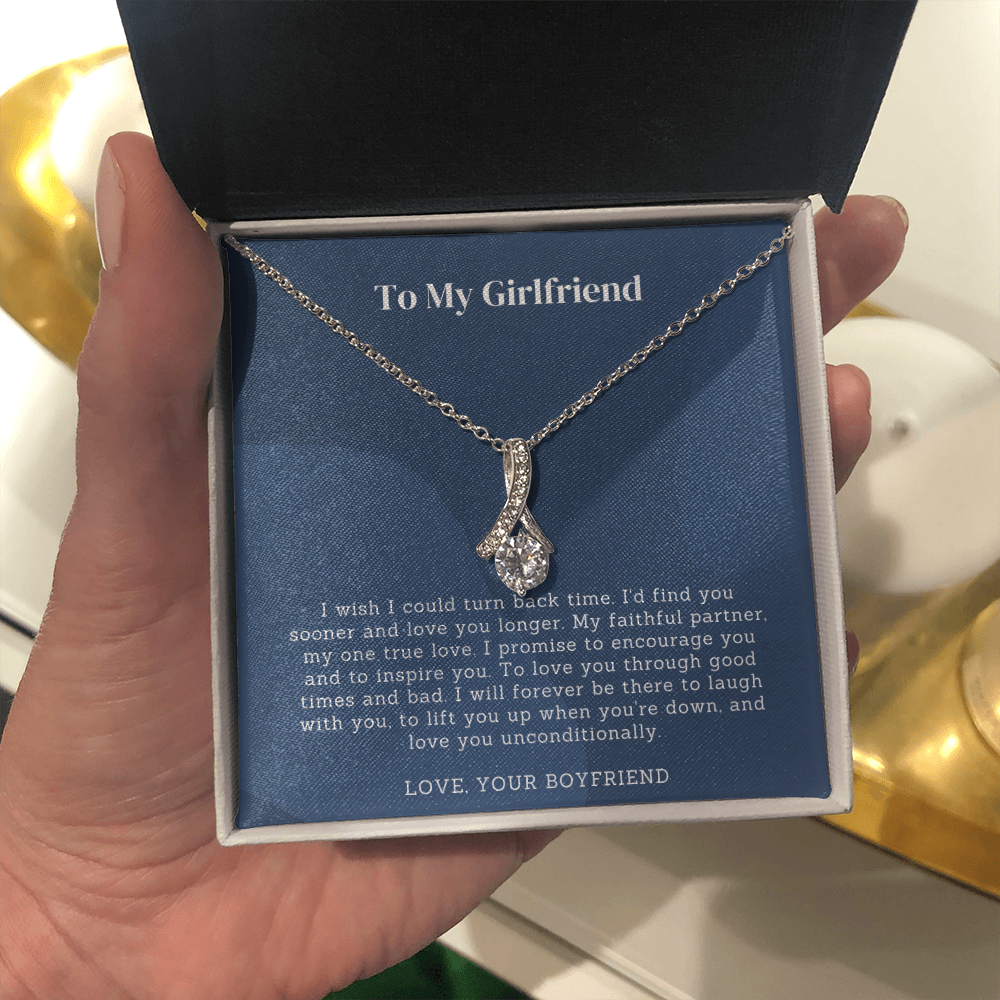 To My Girlfriend
I wish I could turn back time. I'd find you
sooner and love you longer. My faithful partner,
my one true love, I promise to encourage you
and to inspire you. To love you through good
times and bad. I will forever be there to laugh
with you, to lift you up when you're down, and
love you unconditionally.
LOVE, YOUR BOYFRIEND